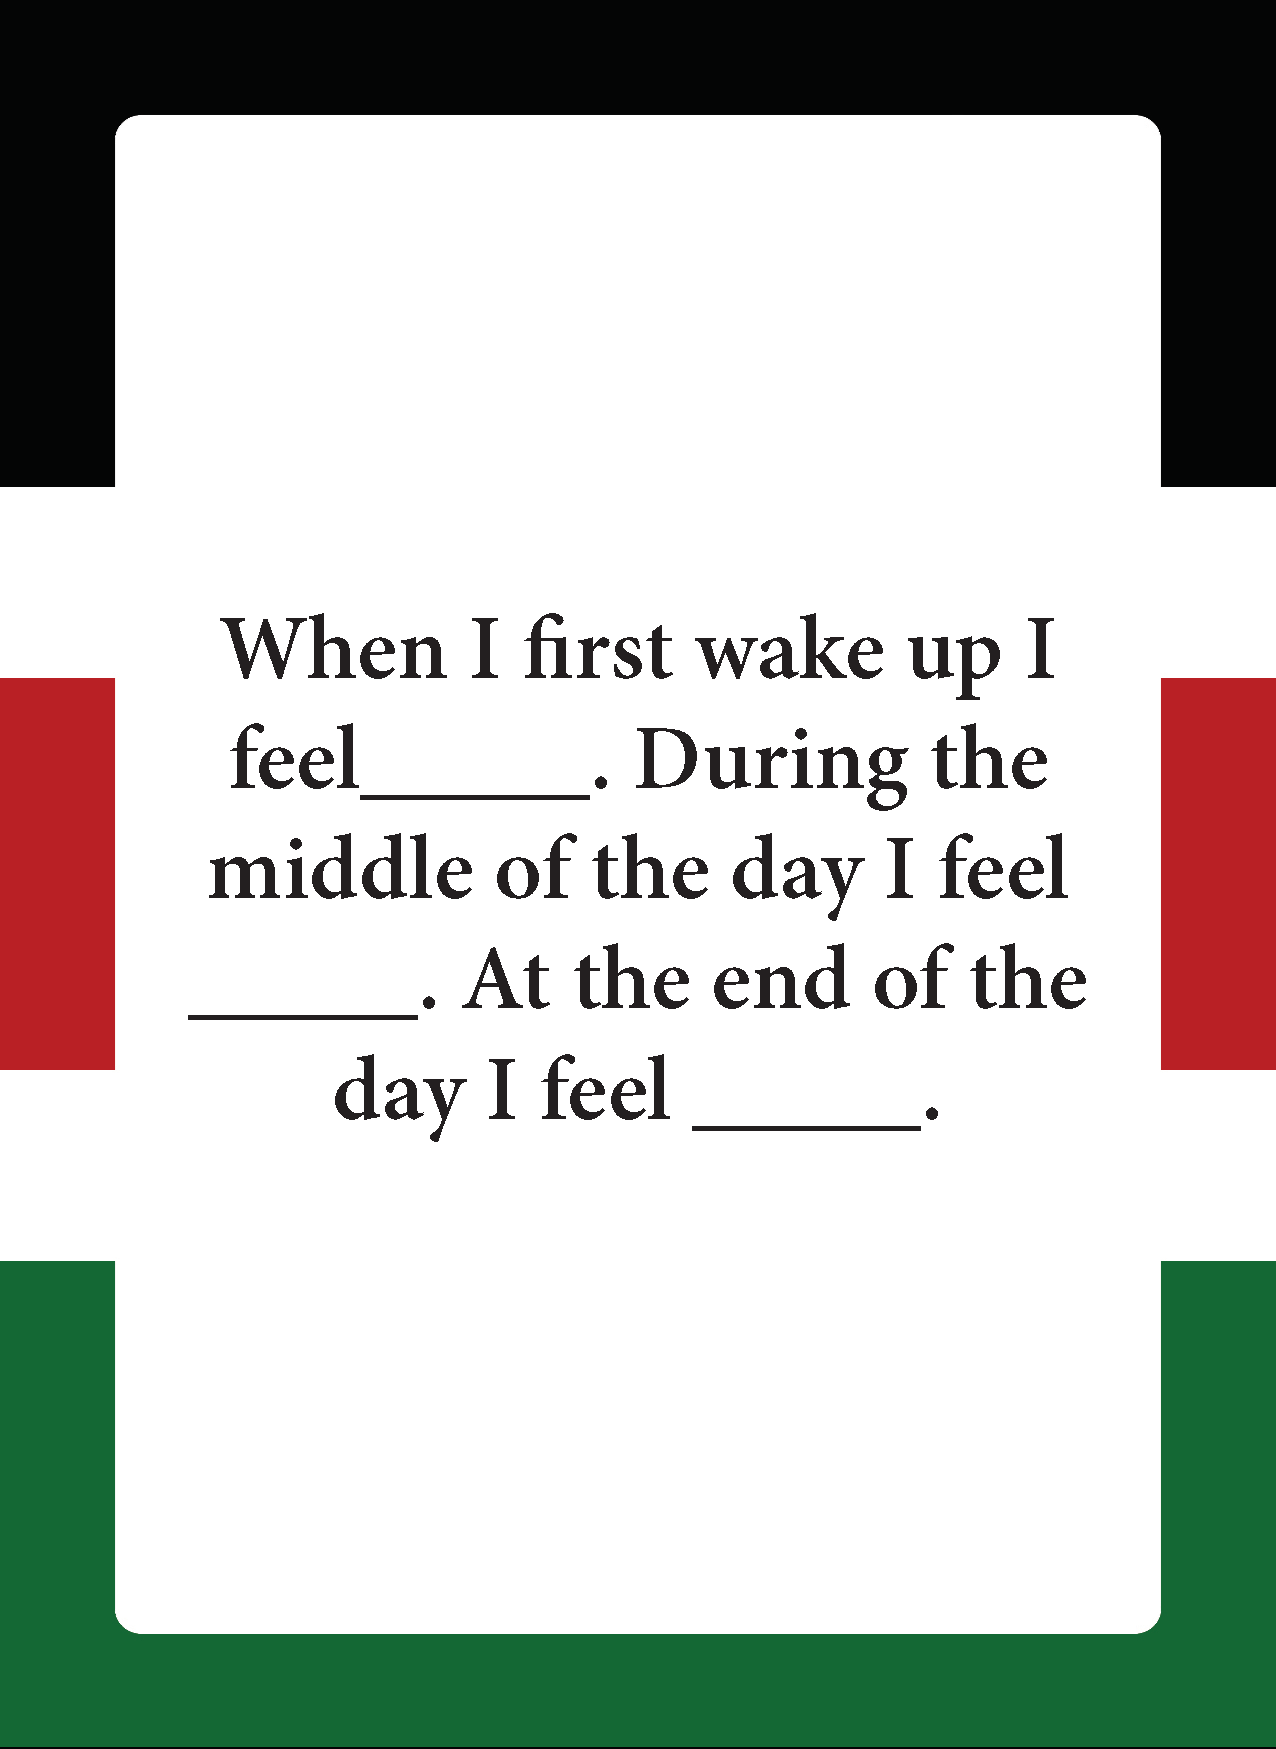 When I first wake up I
feel______. During the
middle of the day I feel
______. At the end of the
day I feel ______.